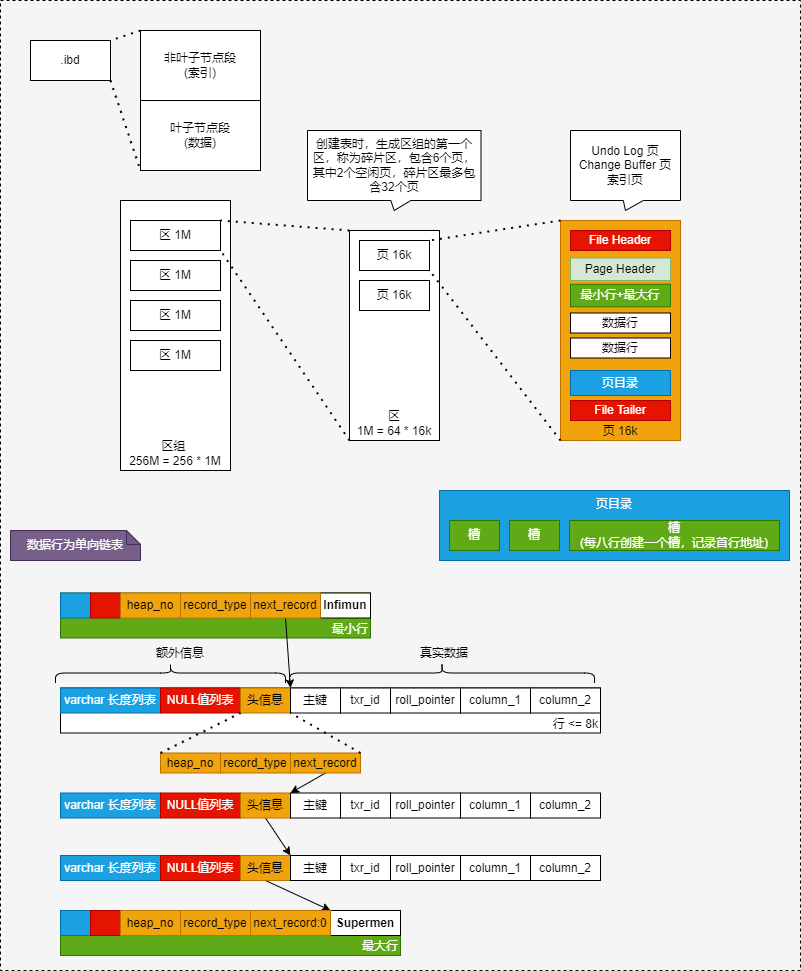 .ibd
非叶子节点段
(索引)
叶子节点段
(数据)
创建表时，生成区组的第一个
区，称为碎片区，包含6个页，
其中2个空闲页，碎片区最多包
含32个页
Undo Log 页
Change Buffer 页
索引页
区 1M
区 1M
区 1M
区 1M
区组
256M = 256 * 1M
页 16k
页 16k
区
1M = 64 * 16k
File Header
Page Header
最小行+最大行
数据行
数据行
页目录
File Tailer
页 16k
页目录
槽
槽
槽
(每八行创建一个槽，记录首行地址)
数据行为单向链表
heap_no record_type next_record Infimun
最小行
额外信息
真实数据
varchar 长度列表 NULL值列表 头信息 主键 txr_id roll_pointer column_1 column_2
行 <= 8k
heap_no record_type next_record
varchar 长度列表 NULL值列表 头信息 主键 txr_id roll_pointer column_1 column_2
varchar 长度列表 NULL值列表 头信息 主键 txr_id roll_pointer column_1 column_2
heap_no record_type next_record:0 Supermen
最大行